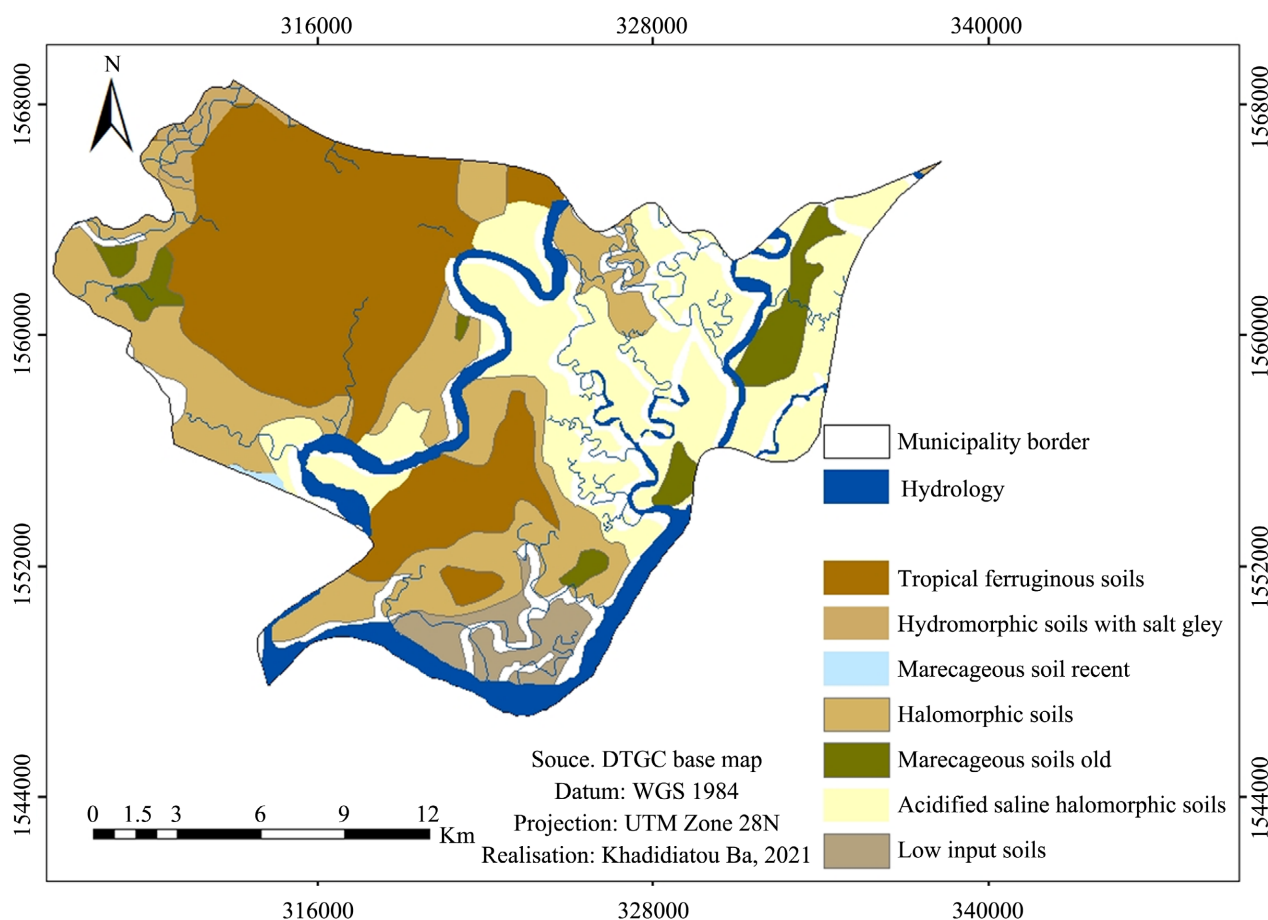 316000 328000 340000
N
1568000 1568000
1560000 1560000
Municipality border
Hydrology
1552000 1552000
Tropical ferruginous soils
Hydromorphic soils with salt gley
Marecageous soil recent
Halomorphic soils
Marecageous soils old
Acidified saline halomorphic soils
Low input soils
1544000 1544000
Souce. DTGC base map
Datum: WGS 1984
Projection: UTM Zone 28N
Realisation: Khadidiatou Ba, 2021
0 1.5 3 6 9 12
Km
316000 328000 340000